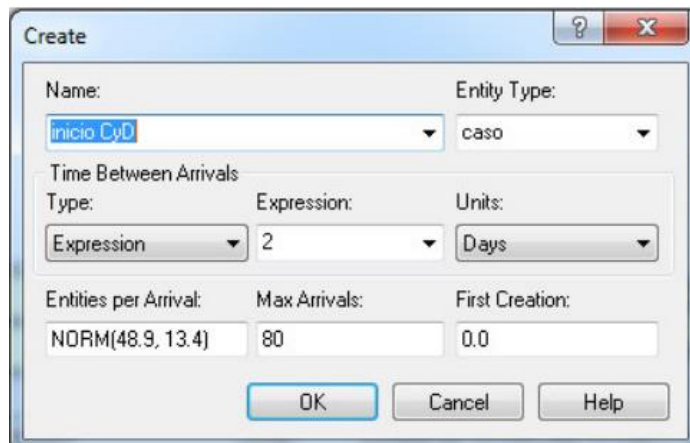 Create
Name: Entity Type:
inicio CyD caso
Time Between Arrivals
Type: Expression: Units:
Expression 2 Days
Entities per Arrival: Max Arrivals: First Creation:
NORM(48.9, 13.4) 80 0.0
OK Cancel Help